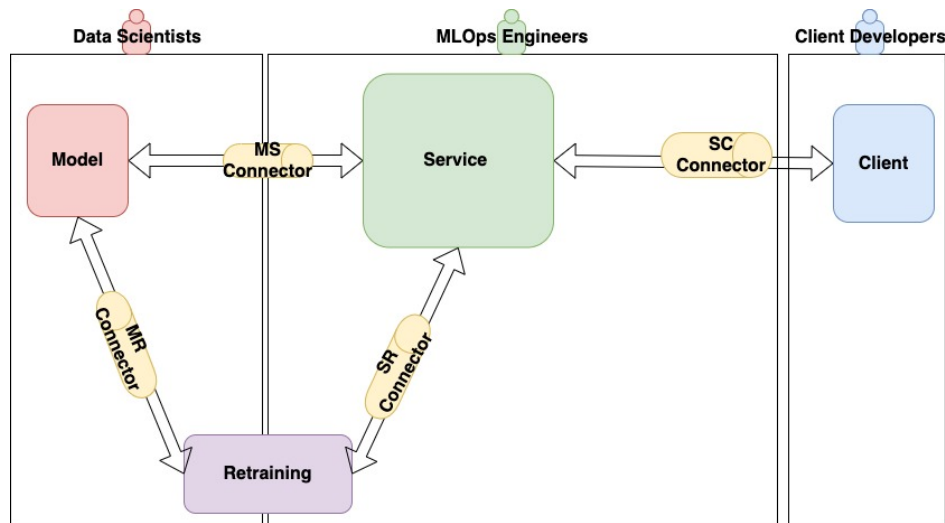 Data Scientists
MLOps Engineers
Client Developers
Model
MS
Connector
Service
SC
Connector
Client
MR
Connector
SR
Connector
Retraining